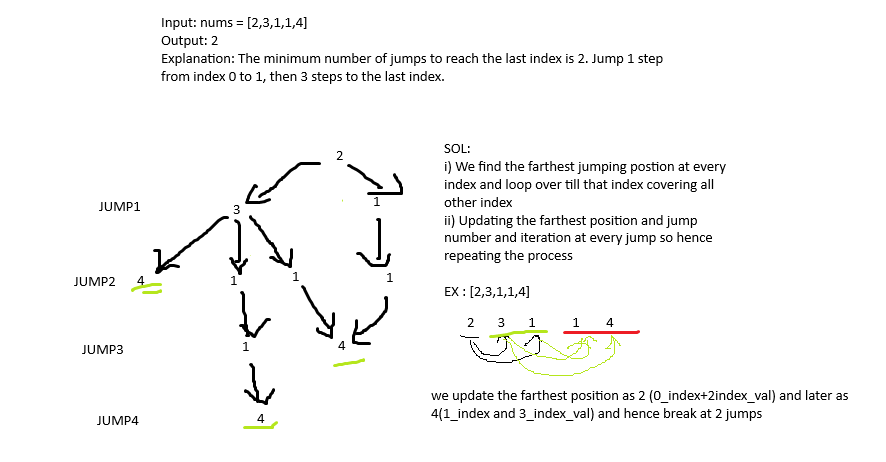 Input: nums = [2,3,1,1,4]
Output: 2
Explanation: The minimum number of jumps to reach the last index is 2. Jump 1 step
from index 0 to 1, then 3 steps to the last index.
2
JUMP1
3
1
JUMP2
4
1
1
1
JUMP3
1
4
JUMP4
4
SOL:
i) We find the farthest jumping postion at every
index and loop over till that index covering all
other index
ii) Updating the farthest position and jump
number and iteration at every jump so hence
repeating the process
EX : [2,3,1,1,4]
2 3 1 1 4
we update the farthest position as 2 (0_index+2index_val) and later as
4(1_index and 3_index_val) and hence break at 2 jumps